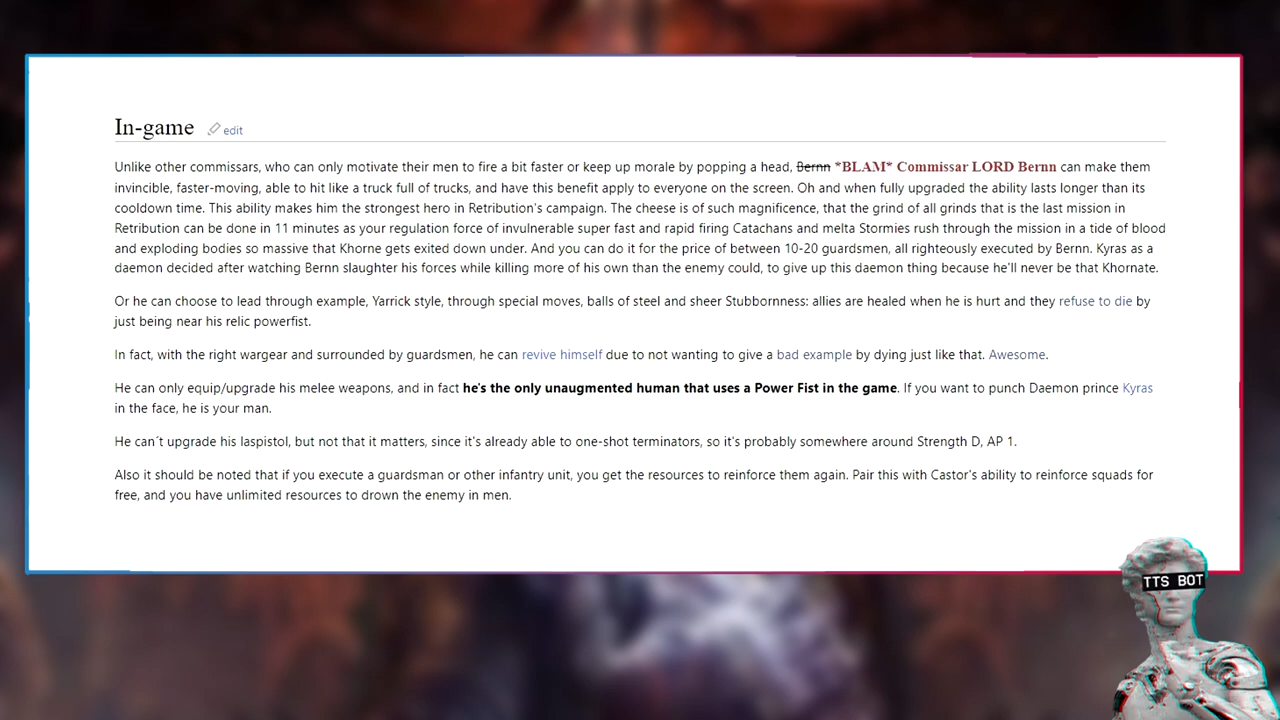 In-game edit
Unlike other commissars, who can only motivate their men to fire a bit faster or keep up morale by popping a head, Bernn *BLAM* Commissar LORD Bernn can make them
invincible, faster-moving, able to hit like a truck full of trucks, and have this benefit apply to everyone on the screen. Oh and when fully upgraded the ability lasts longer than its
cooldown time. This ability makes him the strongest hero in Retribution's campaign. The cheese is of such magnificence, that the grind of all grinds that is the last mission in
Retribution can be done in 11 minutes as your regulation force of invulnerable super fast and rapid firing Catachans and melta Stormies rush through the mission in a tide of blood
and exploding bodies so massive that Khorne gets exited down under. And you can do it for the price of between 10-20 guardsmen, all righteously executed by Bernn. Kyras as a
daemon decided after watching Bernn slaughter his forces while killing more of his own than the enemy could, to give up this daemon thing because he'll never be that Khornate.
Or he can choose to lead through example, Yarrick style, through special moves, balls of steel and sheer Stubbornness: allies are healed when he is hurt and they refuse to die by
just being near his relic powerfist.
In fact, with the right wargear and surrounded by guardsmen, he can revive himself due to not wanting to give a bad example by dying just like that. Awesome.
He can only equip/upgrade his melee weapons, and in fact he's the only unaugmented human that uses a Power Fist in the game. If you want to punch Daemon prince Kyras
in the face, he is your man.
He can´t upgrade his laspistol, but not that it matters, since it's already able to one-shot terminators, so it's probably somewhere around Strength D, AP 1.
Also it should be noted that if you execute a guardsman or other infantry unit, you get the resources to reinforce them again. Pair this with Castor's ability to reinforce squads for
free, and you have unlimited resources to drown the enemy in men.
TTS BOT